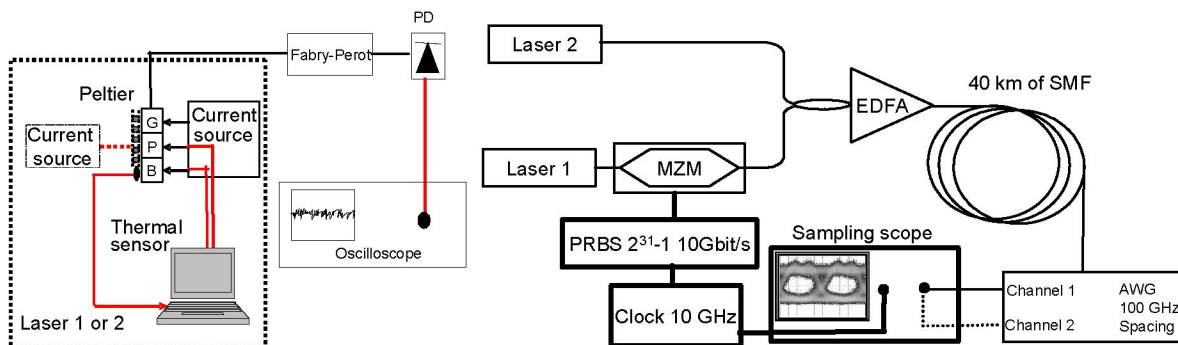 PD
Fabry-Perot
Peltier
G
P
B
Current
source
Current
source
Thermal
sensor
Oscilloscope
Laser 1 or 2
Laser 2
Laser 1
MZM
EDFA
40 km of SMF
PRBS 2³¹-1 10Gbit/s
Clock 10 GHz
Sampling scope
Channel 1
Channel 2
AWG
100 GHz
Spacing